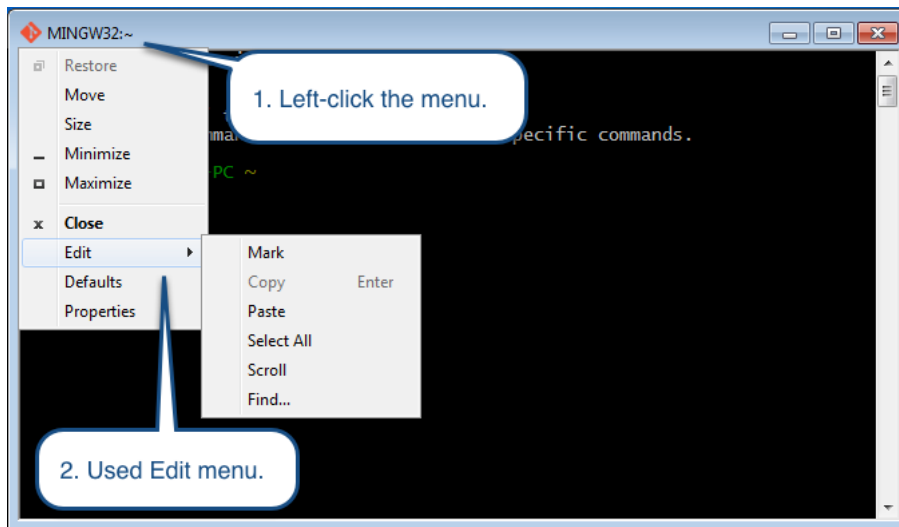 MINGW32:~
Restore
Move
1. Left-click the menu.
Size
pecific commands.
Minimize
PC ~
Maximize
x Close
Edit
Mark
Defaults
Copy Enter
Properties
Paste
Select All
Scroll
Find...
2. Used Edit menu.